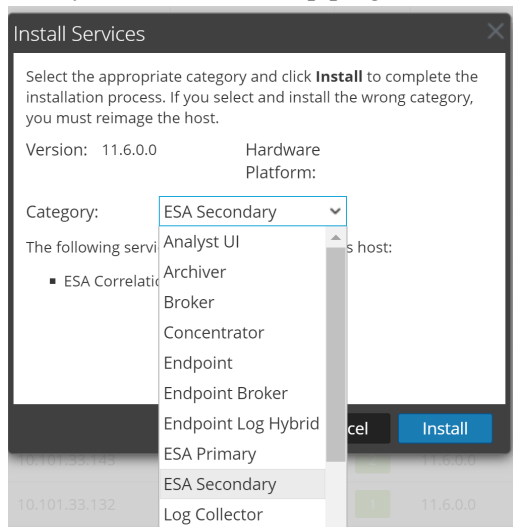 Install Services
Select the appropriate category and click Install to complete the
installation process. If you select and install the wrong category,
you must reimage the host.
Version: 11.6.0.0 Hardware
Platform:
Category: ESA Secondary
Analyst UI
The following servi s host:
Archiver
▪ ESA Correlatio
Broker
Concentrator
Endpoint
Endpoint Broker
Endpoint Log Hybrid
cel Install
ESA Primary
10.101.33.143 11.6.0.0
ESA Secondary
10.101.33.132 1 11.6.0.0
Log Collector